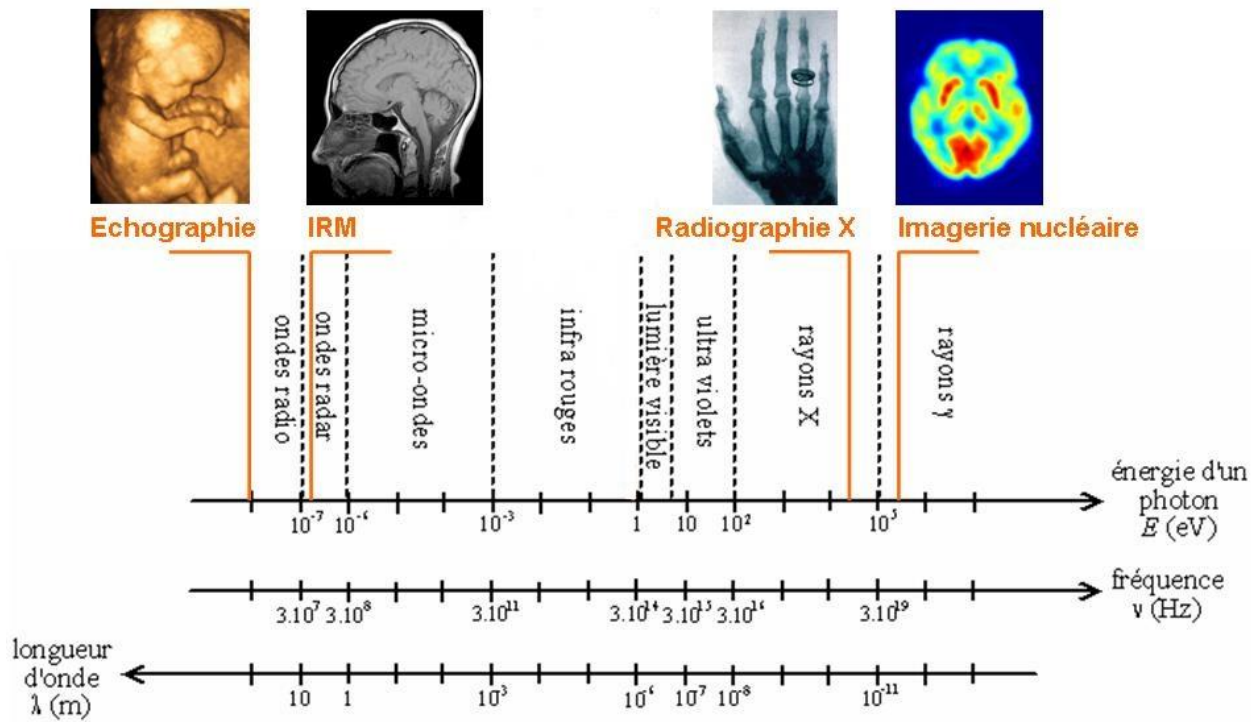 Echographie IRM Radiographie X Imagerie nucléaire
ondes radio
ondes radar
micro-ondes
infra rouges
lumière visible
ultra violets
rayons X
rayons γ
énergie d'un
photon
E (eV)
10⁻⁷ 10⁻⁶ 10⁻³ 1 10 10² 10⁵
fréquence
ν (Hz)
3.10⁷ 3.10⁸ 3.10¹¹ 3.10¹⁴ 3.10¹⁵ 3.10¹⁶ 3.10¹⁹
longueur
d'onde
λ (m)
10 1 10³ 10⁻⁶ 10⁻⁷ 10⁻⁸ 10⁻¹¹